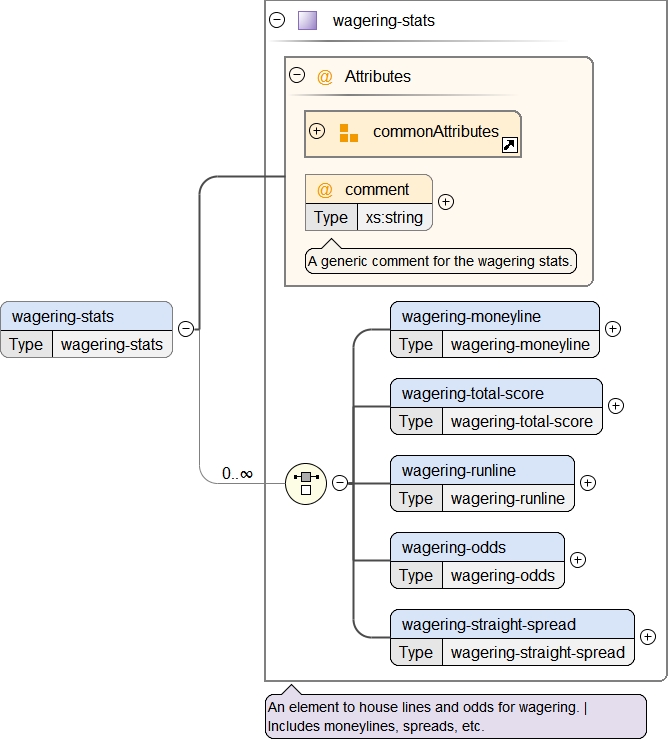 wagering-stats
Attributes
commonAttributes
comment
Type xs:string
A generic comment for the wagering stats.
wagering-stats
Type wagering-stats
0..∞
wagering-moneyline
Type wagering-moneyline
wagering-total-score
Type wagering-total-score
wagering-runline
Type wagering-runline
wagering-odds
Type wagering-odds
wagering-straight-spread
Type wagering-straight-spread
An element to house lines and odds for wagering. |
Includes moneylines, spreads, etc.